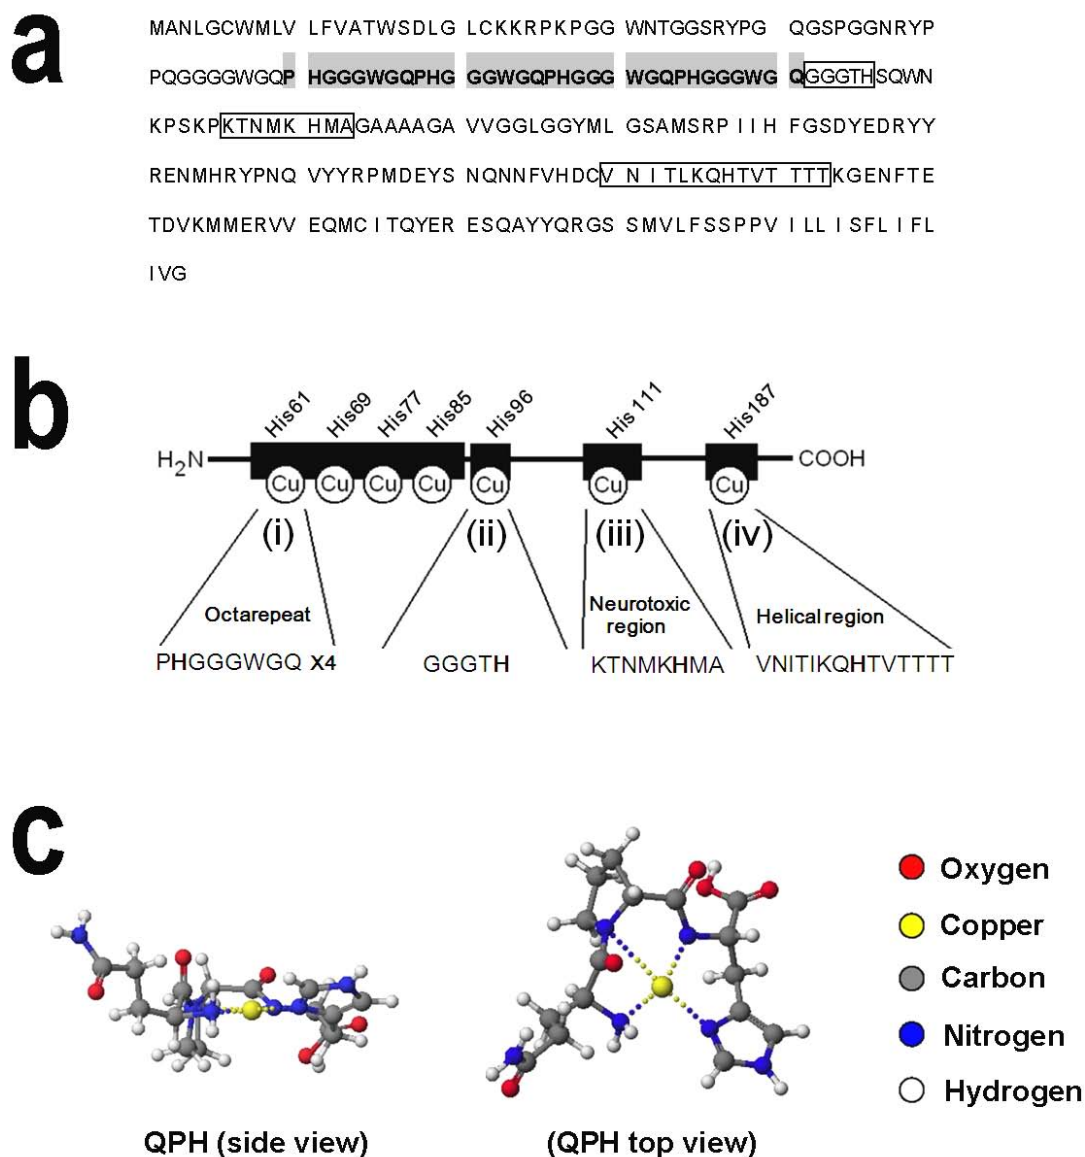 a
MANLGCWMLV LFVATWSDLG LCKKRPKPGG WNTGGSRYPG QGSPGGNRYP
PQGGGGWGQP HGGGWGQPHG GGWGQPHGGG WGQPHGGGWG QGGGTHSQWN
KPSKPKTNMK HMAGAAAAGA VVGGLGGYML GSAMSRPIIH FGSDYEDRYY
RENMHRYPNQ VYYRPMDEYS NQNNFVHDCV NITLKQHTVT TTTKGENFTE
TDVKMMERVV EQMCITQYER ESQAYYQRGS SMVLFSSPPV ILLISFLIFL
IVG
b
His61 His69 His77 His85 His96 His111 His187
H2N COOH
Cu Cu Cu Cu Cu Cu Cu
(i) (ii) (iii) (iv)
Octarepeat Neurotoxic region Helical region
PHGGGWGQ X4 GGGTH KTNMKHMA VNITIKQHTVTTTT
c
Oxygen
Copper
Carbon
Nitrogen
Hydrogen
QPH (side view) (QPH top view)